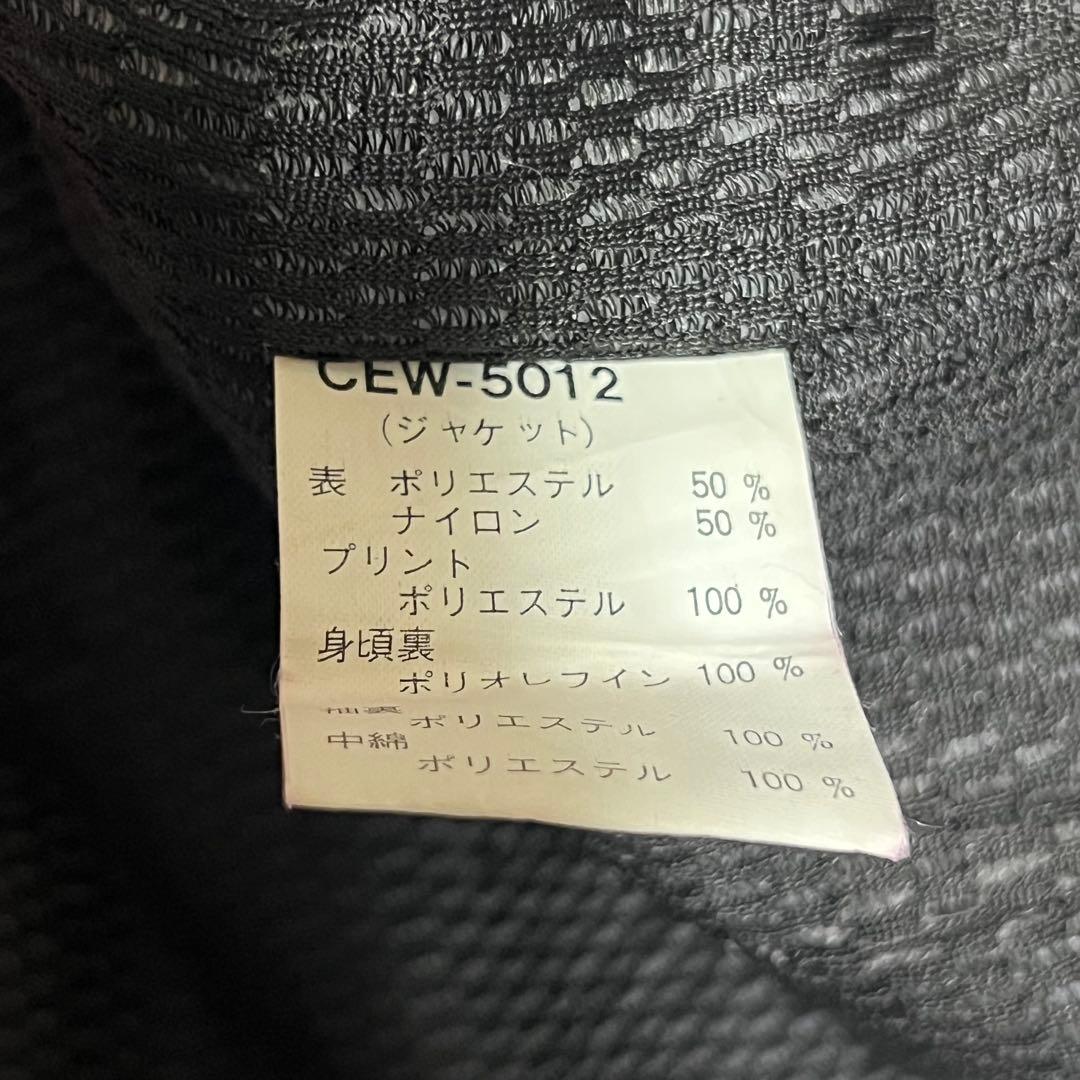 CEW-5012
(ジャケット)
表 ポリエステル 50 %
ナイロン 50 %
プリント
ポリエステル 100 %
身頃裏
ポリオレフイン 100 %
袖裏 ポリエステル 100 %
中綿
ポリエステル 100 %